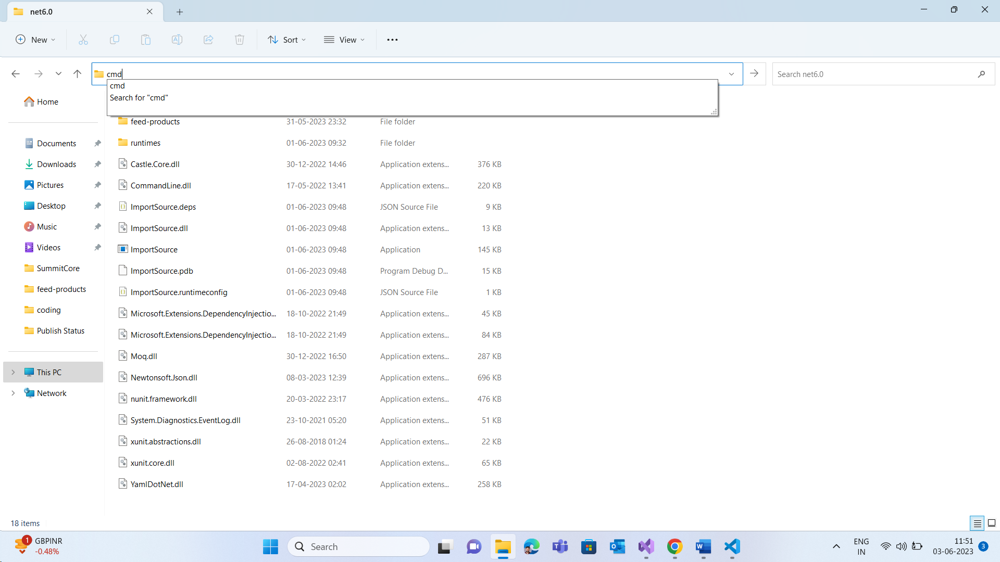 net6.0
New
Sort
View
cmd
Search net6.0
cmd
Search for "cmd"
Home
Documents
Downloads
Pictures
Desktop
Music
Videos
SummitCore
feed-products
coding
Publish Status
This PC
Network
feed-products 31-05-2023 23:32 File folder
runtimes 01-06-2023 09:32 File folder
Castle.Core.dll 30-12-2022 14:46 Application extens... 376 KB
CommandLine.dll 17-05-2022 13:41 Application extens... 220 KB
ImportSource.deps 01-06-2023 09:48 JSON Source File 9 KB
ImportSource.dll 01-06-2023 09:48 Application extens... 13 KB
ImportSource 01-06-2023 09:48 Application 145 KB
ImportSource.pdb 01-06-2023 09:48 Program Debug D... 15 KB
ImportSource.runtimeconfig 01-06-2023 09:48 JSON Source File 1 KB
Microsoft.Extensions.DependencyInjectio... 18-10-2022 21:49 Application extens... 45 KB
Microsoft.Extensions.DependencyInjectio... 18-10-2022 21:49 Application extens... 84 KB
Moq.dll 30-12-2022 16:50 Application extens... 287 KB
Newtonsoft.Json.dll 08-03-2023 12:39 Application extens... 696 KB
nunit.framework.dll 20-03-2022 23:17 Application extens... 476 KB
System.Diagnostics.EventLog.dll 23-10-2021 05:20 Application extens... 51 KB
xunit.abstractions.dll 26-08-2018 01:24 Application extens... 22 KB
xunit.core.dll 02-08-2022 02:41 Application extens... 65 KB
YamlDotNet.dll 17-04-2023 02:02 Application extens... 258 KB
18 items
1
GBPINR
-0.48%
Search
ENG
IN
11:51
03-06-2023
3